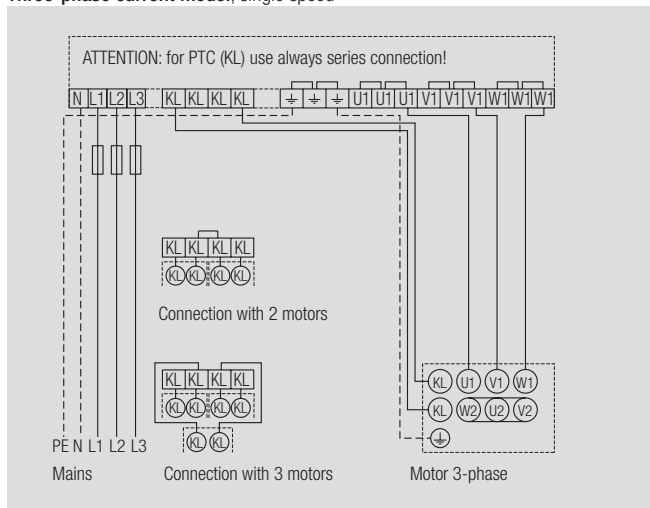 Three-phase current model, single speed
ATTENTION: for PTC (KL) use always series connection!
N L1 L2 L3 KL KL KL KL ⏚ ⏚ ⏚ U1 U1 U1 V1 V1 V1 W1 W1 W1
KL KL KL KL
KL KL KL KL
Connection with 2 motors
KL KL KL KL
KL KL KL KL
KL KL
KL U1 V1 W1
KL W2 U2 V2
PE N L1 L2 L3
Mains
Connection with 3 motors
Motor 3-phase